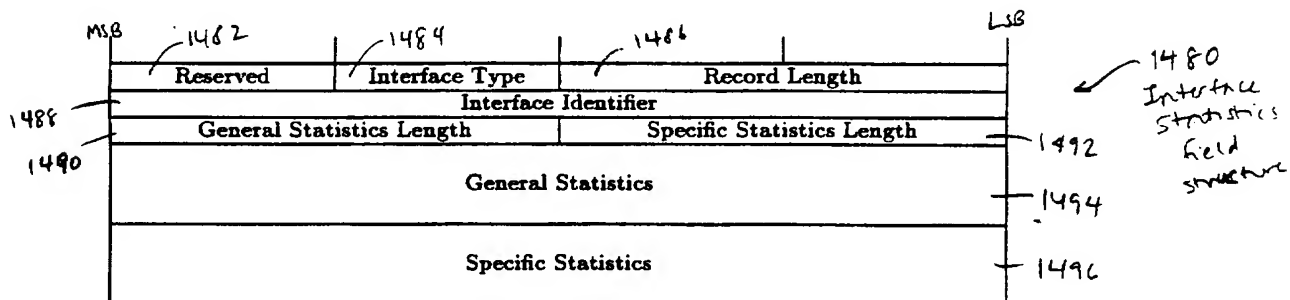 MSB LSB
1482 1484 1486
Reserved Interface Type Record Length
1480
Interface
Statistics
field
structure
1488 Interface Identifier
1490 General Statistics Length Specific Statistics Length 1492
General Statistics
1494
Specific Statistics 1496